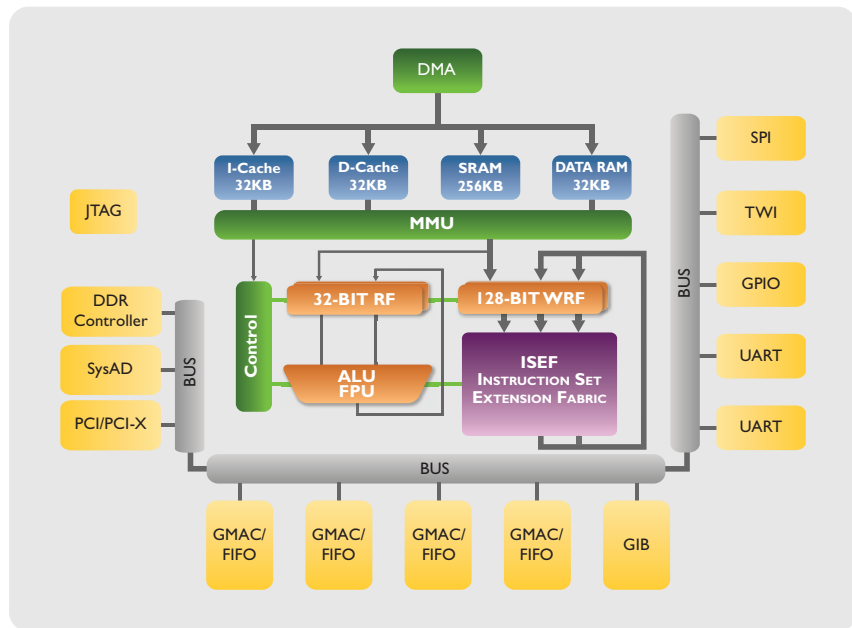 DMA
I-Cache
32KB
D-Cache
32KB
SRAM
256KB
DATA RAM
32KB
MMU
JTAG
SPI
TWI
GPIO
UART
UART
BUS
DDR
Controller
SysAD
PCI/PCI-X
BUS
Control
32-BIT RF
128-BIT WRF
ALU
FPU
ISEF
INSTRUCTION SET
EXTENSION FABRIC
BUS
GMAC/
FIFO
GMAC/
FIFO
GMAC/
FIFO
GMAC/
FIFO
GIB